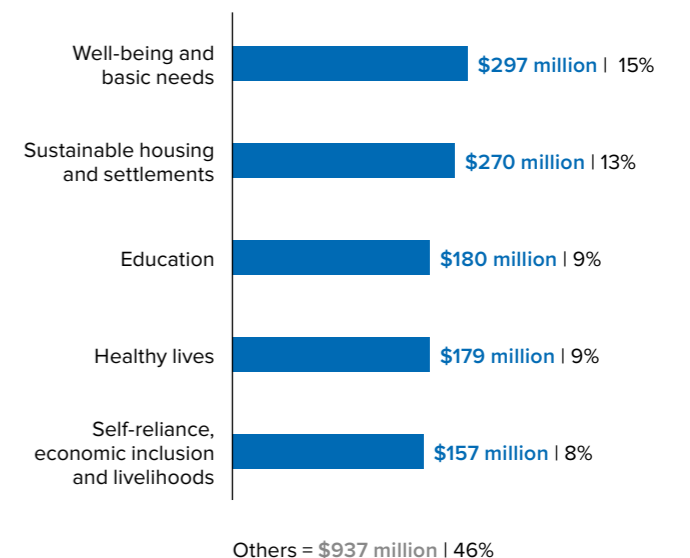 Well-being and
basic needs
$297 million | 15%
Sustainable housing
and settlements
$270 million | 13%
Education
$180 million | 9%
Healthy lives
$179 million | 9%
Self-reliance,
economic inclusion
and livelihoods
$157 million | 8%
Others = $937 million | 46%